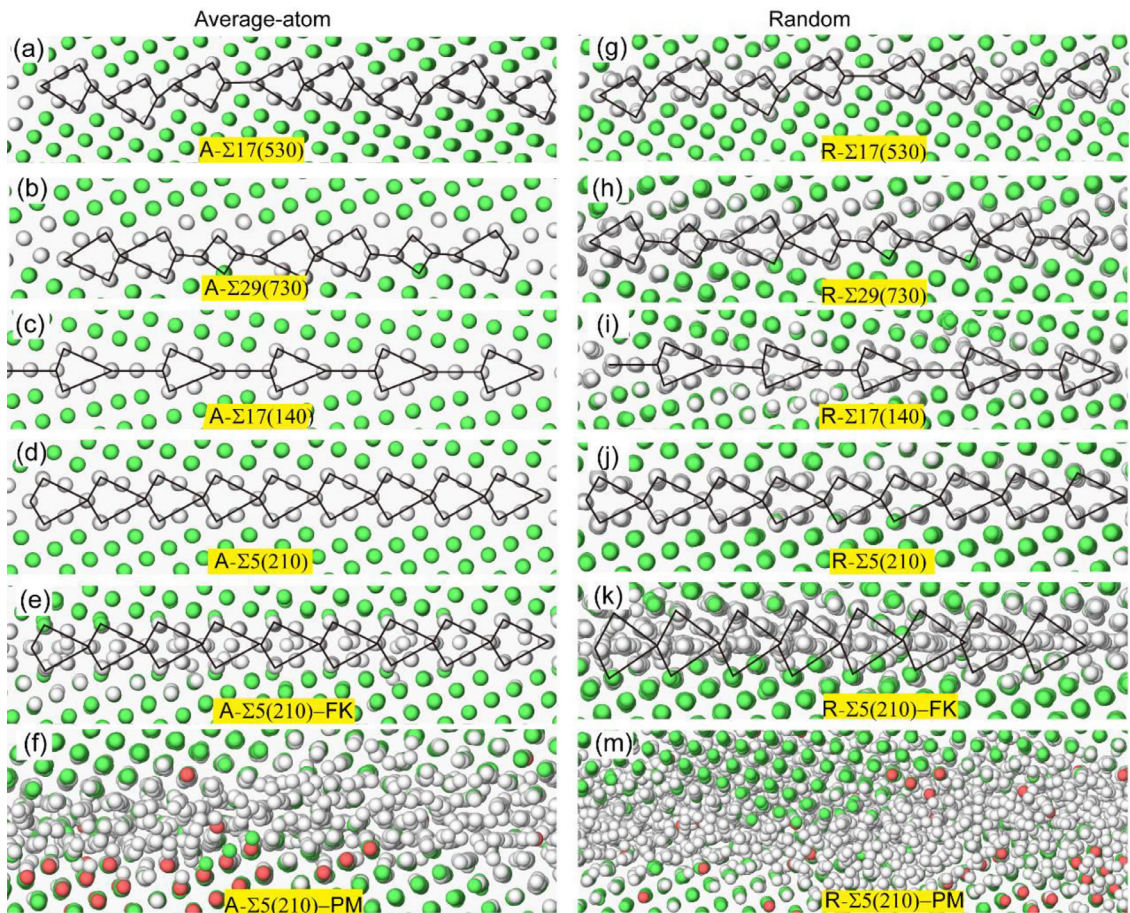 Average-atom
Random
(a)
A-Σ17(530)
(b)
A-Σ29(730)
(c)
A-Σ17(140)
(d)
A-Σ5(210)
(e)
A-Σ5(210)–FK
(f)
A-Σ5(210)–PM
(g)
R-Σ17(530)
(h)
R-Σ29(730)
(i)
R-Σ17(140)
(j)
R-Σ5(210)
(k)
R-Σ5(210)–FK
(m)
R-Σ5(210)–PM